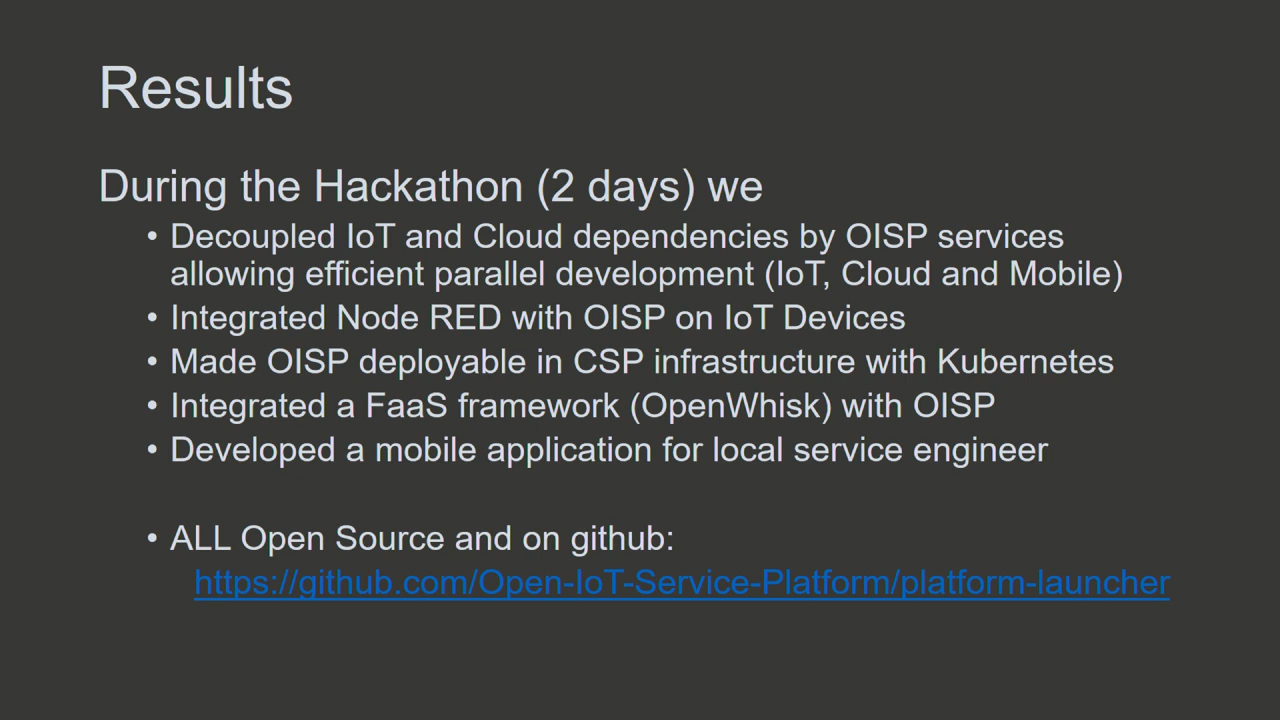 Results
During the Hackathon (2 days) we
• Decoupled IoT and Cloud dependencies by OISP services
allowing efficient parallel development (IoT, Cloud and Mobile)
• Integrated Node RED with OISP on IoT Devices
• Made OISP deployable in CSP infrastructure with Kubernetes
• Integrated a FaaS framework (OpenWhisk) with OISP
• Developed a mobile application for local service engineer
• ALL Open Source and on github:
https://github.com/Open-IoT-Service-Platform/platform-launcher